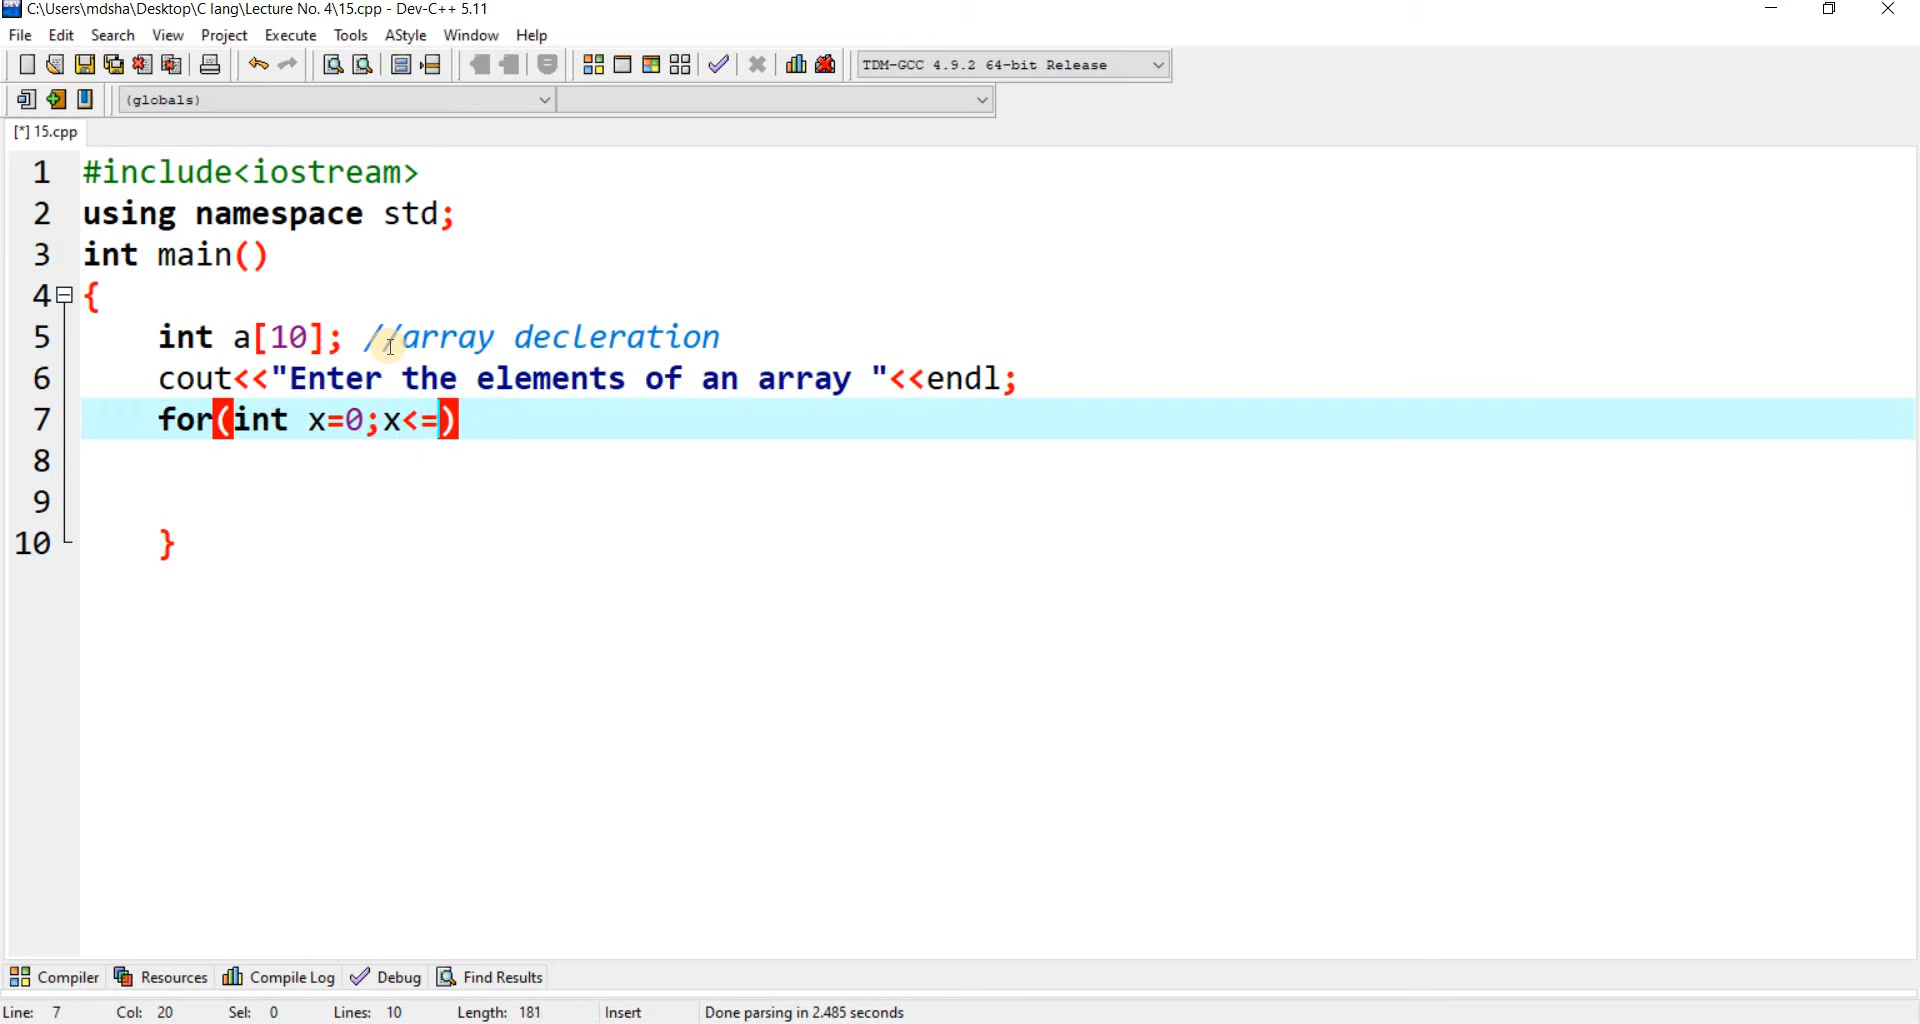 C:\Users\mdsha\Desktop\C lang\Lecture No. 4\15.cpp - Dev-C++ 5.11
File Edit Search View Project Execute Tools AStyle Window Help
TDM-GCC 4.9.2 64-bit Release
(globals)
[*] 15.cpp
1 #include<iostream>
2 using namespace std;
3 int main()
4 {
5 int a[10]; //array decleration
6 cout<<"Enter the elements of an array "<<endl;
7 for(int x=0;x<=)
8
9
10 }
Compiler Resources Compile Log Debug Find Results
Line: 7 Col: 20 Sel: 0 Lines: 10 Length: 181 Insert Done parsing in 2.485 seconds